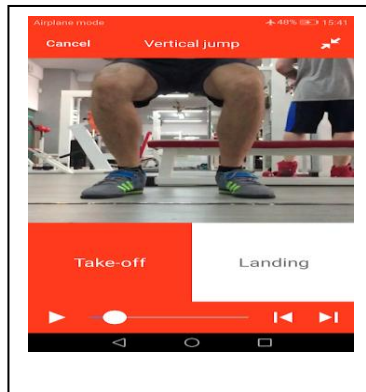 Airplane mode 48% 15:41
Cancel Vertical jump
Take-off Landing